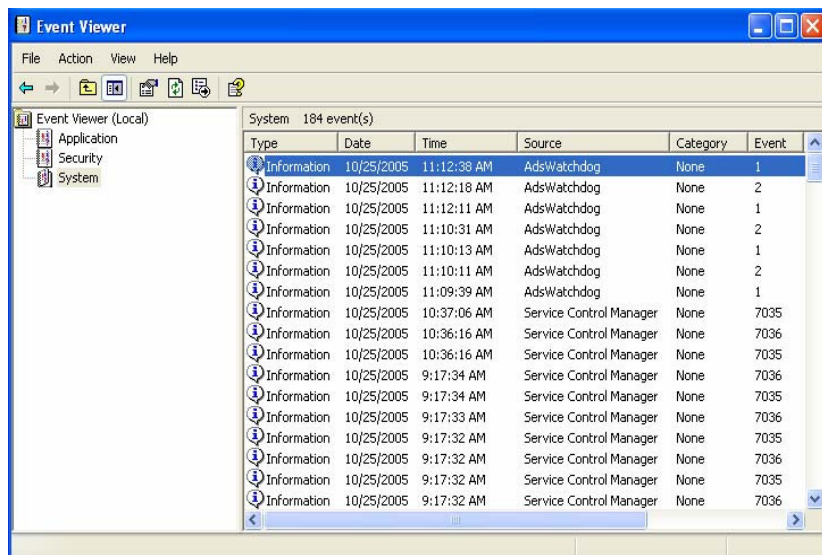 Event Viewer
File Action View Help
Event Viewer (Local)
Application
Security
System
System 184 event(s)
Type Date Time Source Category Event
Information 10/25/2005 11:12:38 AM AdsWatchdog None 1
Information 10/25/2005 11:12:18 AM AdsWatchdog None 2
Information 10/25/2005 11:12:11 AM AdsWatchdog None 1
Information 10/25/2005 11:10:31 AM AdsWatchdog None 2
Information 10/25/2005 11:10:13 AM AdsWatchdog None 1
Information 10/25/2005 11:10:11 AM AdsWatchdog None 2
Information 10/25/2005 11:09:39 AM AdsWatchdog None 1
Information 10/25/2005 10:37:06 AM Service Control Manager None 7035
Information 10/25/2005 10:36:16 AM Service Control Manager None 7036
Information 10/25/2005 10:36:16 AM Service Control Manager None 7035
Information 10/25/2005 9:17:34 AM Service Control Manager None 7036
Information 10/25/2005 9:17:34 AM Service Control Manager None 7035
Information 10/25/2005 9:17:33 AM Service Control Manager None 7036
Information 10/25/2005 9:17:32 AM Service Control Manager None 7035
Information 10/25/2005 9:17:32 AM Service Control Manager None 7036
Information 10/25/2005 9:17:32 AM Service Control Manager None 7035
Information 10/25/2005 9:17:32 AM Service Control Manager None 7036